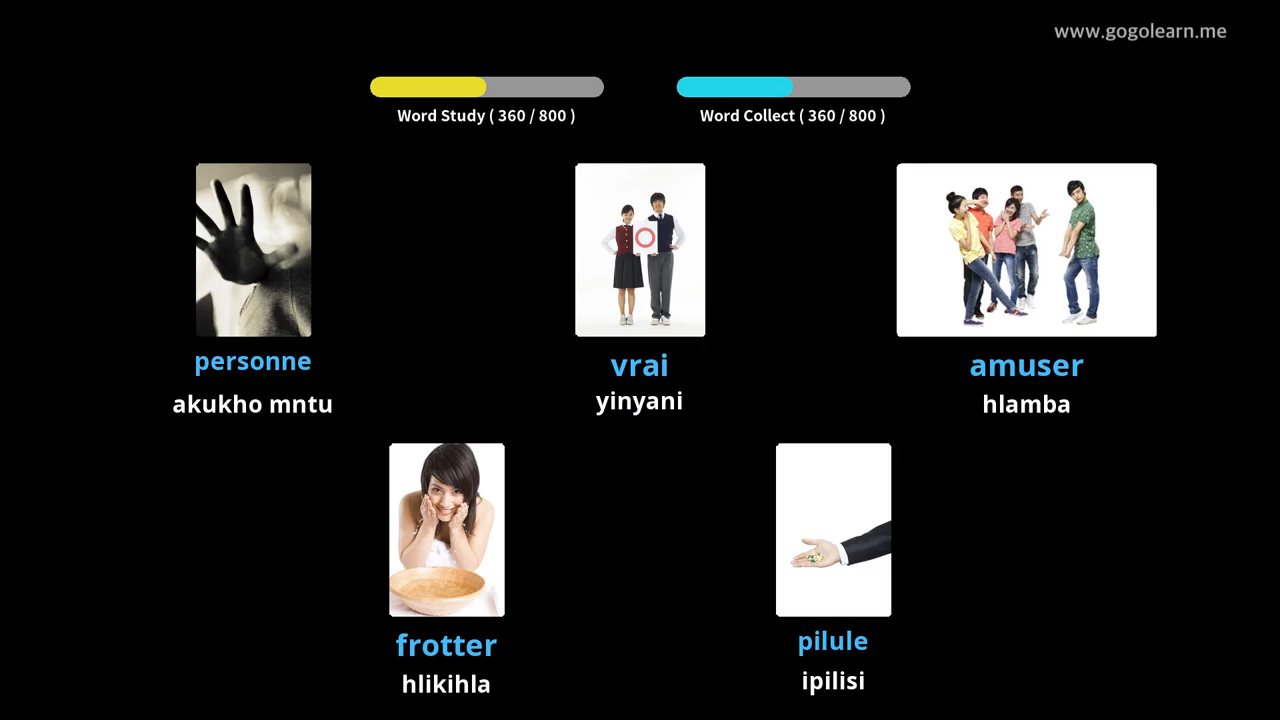 www.gogolearn.me
Word Study ( 360 / 800 )
Word Collect ( 360 / 800 )
personne
akukho mntu
vrai
yinyani
amuser
hlamba
frotter
hlikihla
pilule
ipilisi